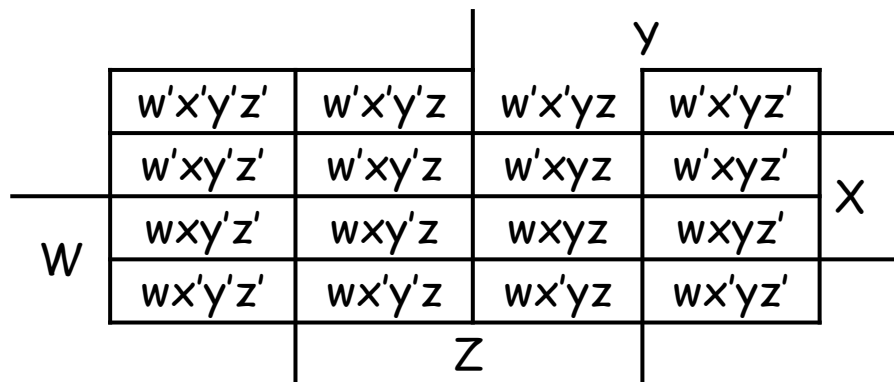 Y
w'x'y'z' w'x'y'z w'x'yz w'x'yz'
w'xy'z' w'xy'z w'xyz w'xyz'
X
wxy'z' wxy'z wxyz wxyz'
W
wx'y'z' wx'y'z wx'yz wx'yz'
Z